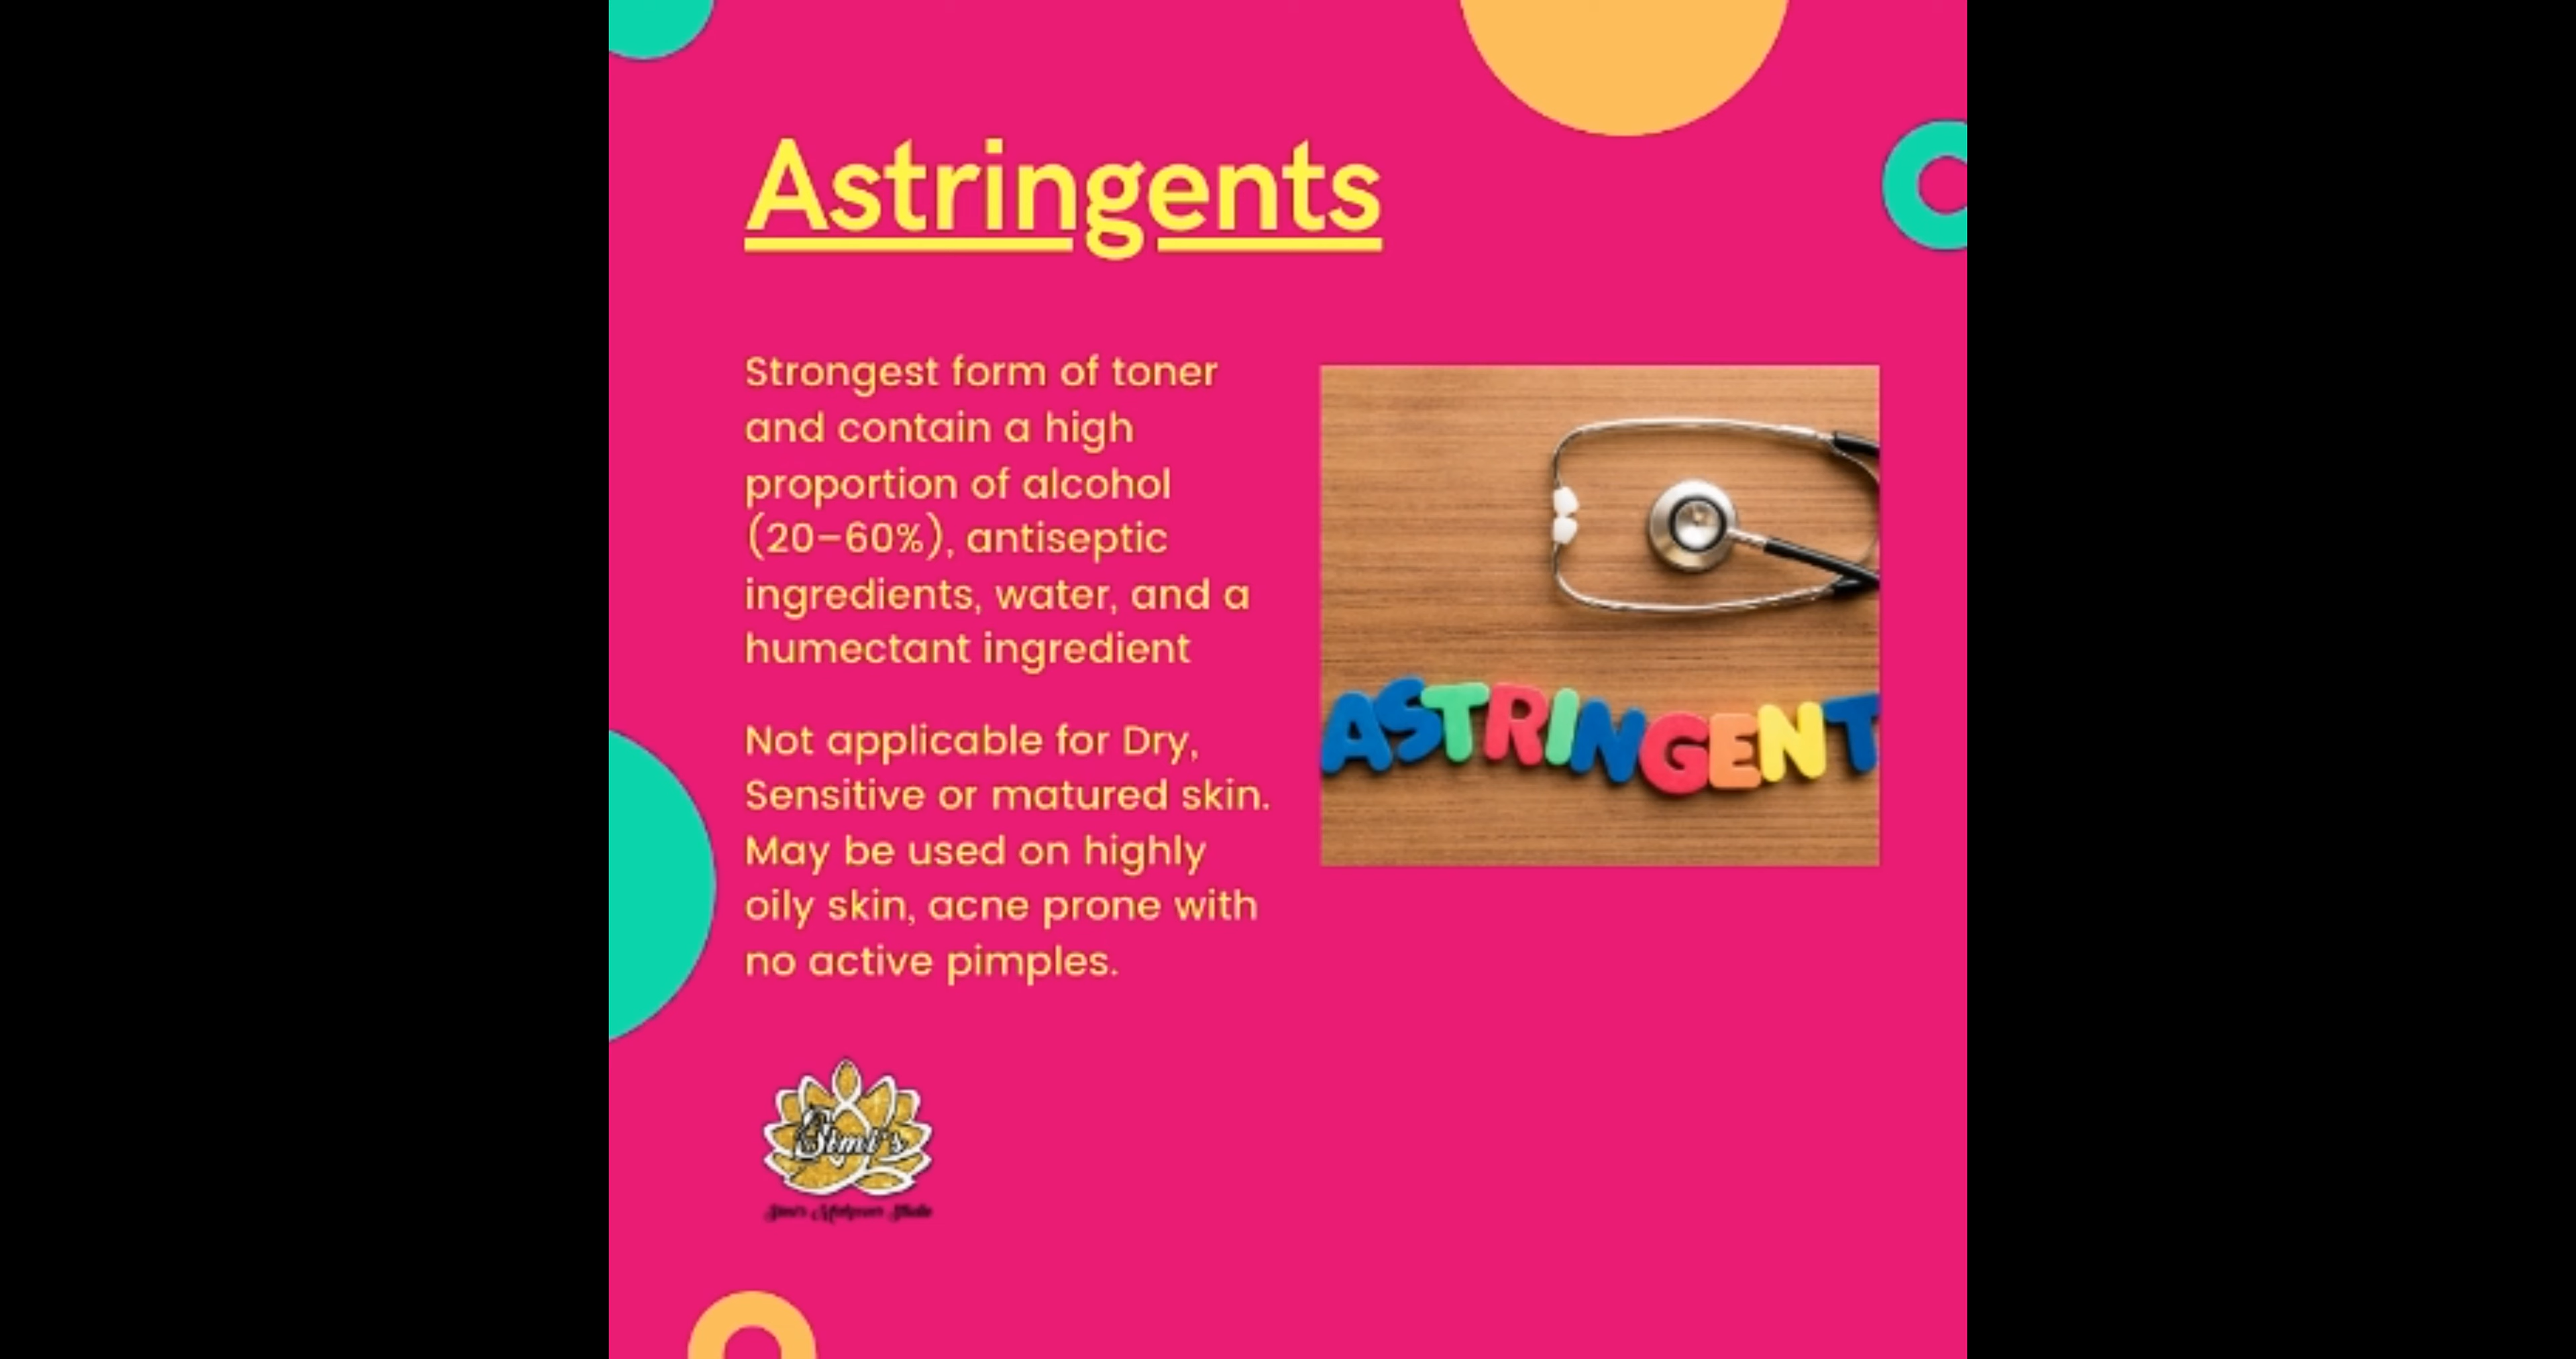 Astringents
Strongest form of toner
and contain a high
proportion of alcohol
(20–60%), antiseptic
ingredients, water, and a
humectant ingredient
Not applicable for Dry,
Sensitive or matured skin.
May be used on highly
oily skin, acne prone with
no active pimples.
ASTRINGENT
Simi's